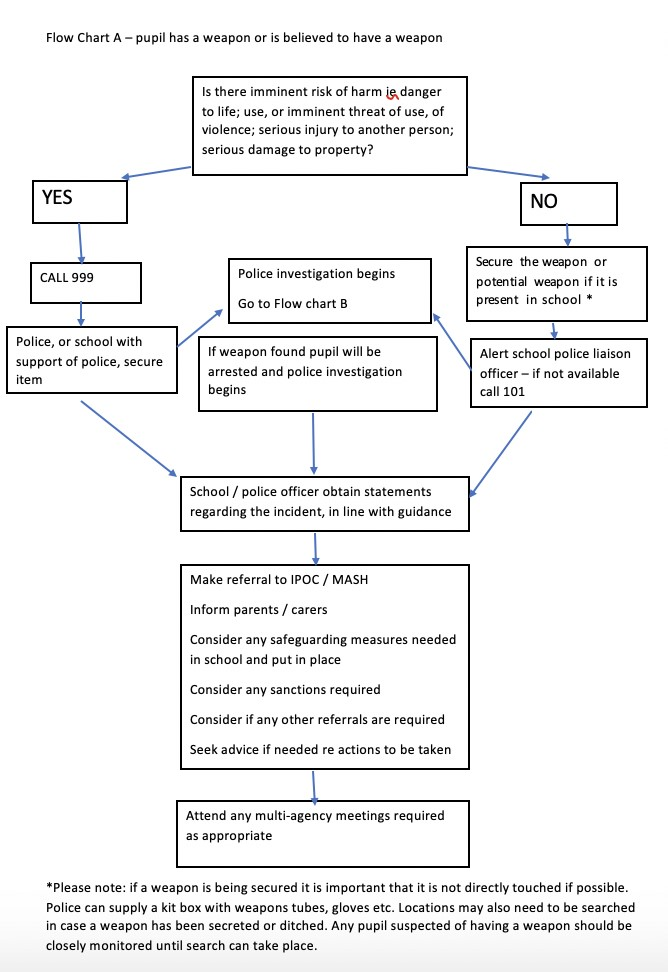 Flow Chart A – pupil has a weapon or is believed to have a weapon
Is there imminent risk of harm ie danger
to life; use, or imminent threat of use, of
violence; serious injury to another person;
serious damage to property?
YES
NO
CALL 999
Police investigation begins
Go to Flow chart B
Secure the weapon or
potential weapon if it is
present in school *
Police, or school with
support of police, secure
item
If weapon found pupil will be
arrested and police investigation
begins
Alert school police liaison
officer – if not available
call 101
School / police officer obtain statements
regarding the incident, in line with guidance
Make referral to IPOC / MASH
Inform parents / carers
Consider any safeguarding measures needed
in school and put in place
Consider any sanctions required
Consider if any other referrals are required
Seek advice if needed re actions to be taken
Attend any multi-agency meetings required
as appropriate
*Please note: if a weapon is being secured it is important that it is not directly touched if possible.
Police can supply a kit box with weapons tubes, gloves etc. Locations may also need to be searched
in case a weapon has been secreted or ditched. Any pupil suspected of having a weapon should be
closely monitored until search can take place.